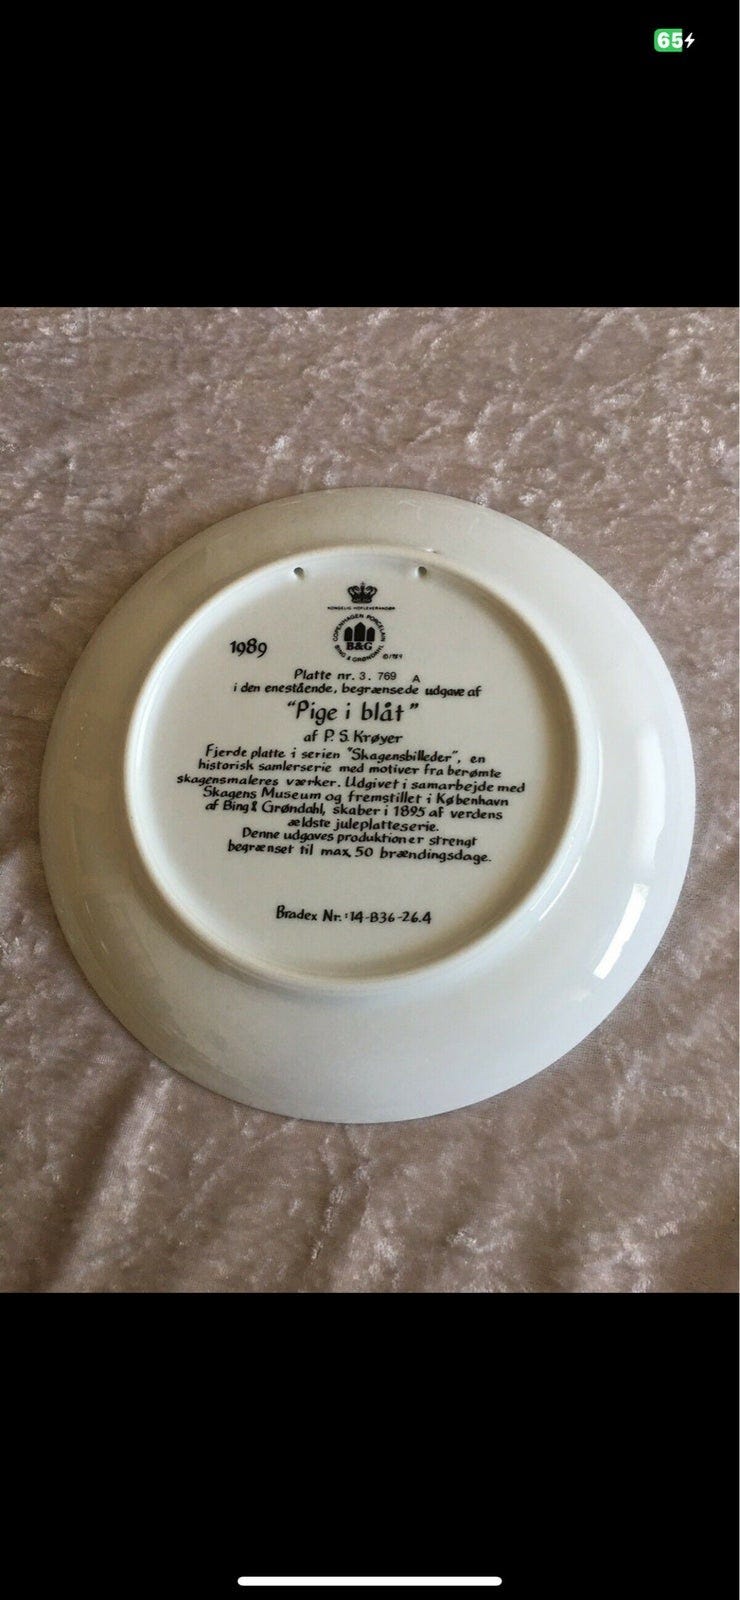 65
KONGELIG HOFLEVERANDØR
COPENHAGEN PORCELAIN
B&G
BING & GRØNDAHL
1989
Platte nr. 3. 769 A
i den enestående, begrænsede udgave af
"Pige i blåt"
af P. S. Krøyer
Fjerde platte i serien "Skagensbilleder", en
historisk samlerserie med motiver fra berømte
skagensmaleres værker. Udgivet i samarbejde med
Skagens Museum og fremstillet i København
af Bing & Grøndahl, skaber i 1895 af verdens
ældste juleplatteserie.
Denne udgaves produktion er strengt
begrænset til max. 50 brændingsdage.
Bradex Nr.: 14-B36-26.4